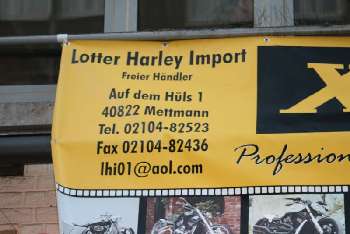 Lotter Harley Import
Freier Händler
Auf dem Hüls 1
40822 Mettmann
Tel. 02104-82523
Fax 02104-82436
lhi01@aol.com
X
Profession